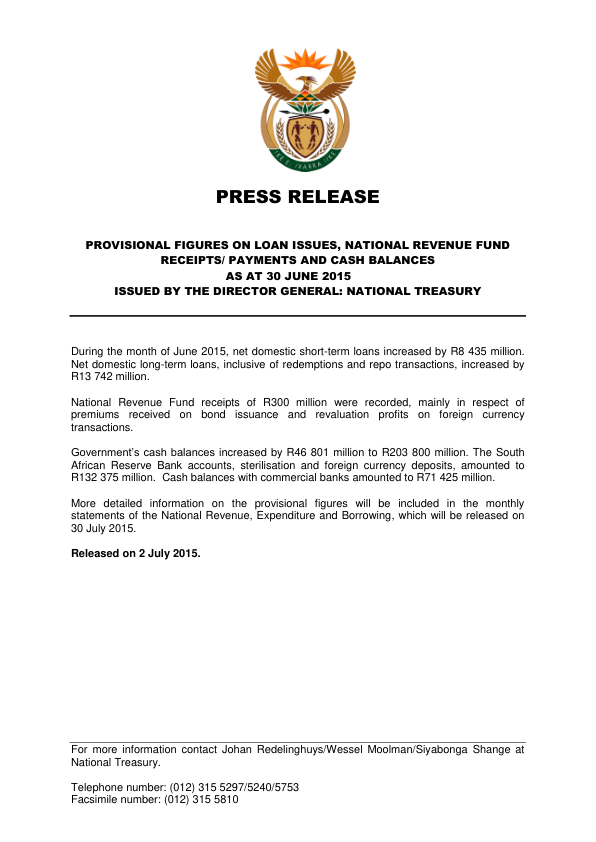 !KE E: /XARRA //KE
PRESS RELEASE
PROVISIONAL FIGURES ON LOAN ISSUES, NATIONAL REVENUE FUND
RECEIPTS/ PAYMENTS AND CASH BALANCES
AS AT 30 JUNE 2015
ISSUED BY THE DIRECTOR GENERAL: NATIONAL TREASURY
During the month of June 2015, net domestic short-term loans increased by R8 435 million.
Net domestic long-term loans, inclusive of redemptions and repo transactions, increased by
R13 742 million.
National Revenue Fund receipts of R300 million were recorded, mainly in respect of
premiums received on bond issuance and revaluation profits on foreign currency
transactions.
Government's cash balances increased by R46 801 million to R203 800 million. The South
African Reserve Bank accounts, sterilisation and foreign currency deposits, amounted to
R132 375 million.  Cash balances with commercial banks amounted to R71 425 million.
More detailed information on the provisional figures will be included in the monthly
statements of the National Revenue, Expenditure and Borrowing, which will be released on
30 July 2015.
Released on 2 July 2015.
For more information contact Johan Redelinghuys/Wessel Moolman/Siyabonga Shange at
National Treasury.
Telephone number: (012) 315 5297/5240/5753
Facsimile number: (012) 315 5810